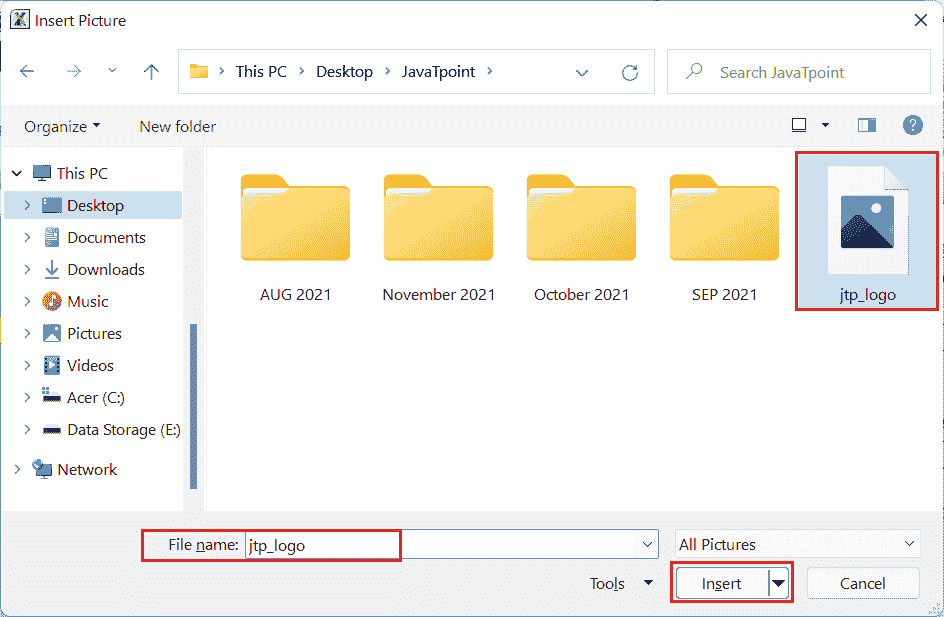 Insert Picture
This PC > Desktop > JavaTpoint >
Search JavaTpoint
Organize
New folder
?
This PC
Desktop
Documents
Downloads
Music
Pictures
Videos
Acer (C:)
Data Storage (E:)
Network
AUG 2021
November 2021
October 2021
SEP 2021
jtp_logo
File name: jtp_logo
All Pictures
Tools
Insert
Cancel